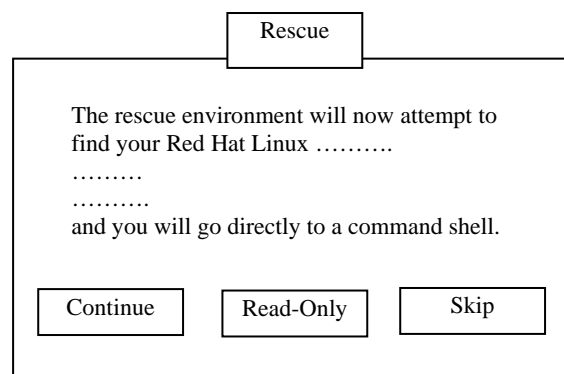 Rescue
The rescue environment will now attempt to
find your Red Hat Linux ……….
………
……….
and you will go directly to a command shell.
Continue
Read-Only
Skip